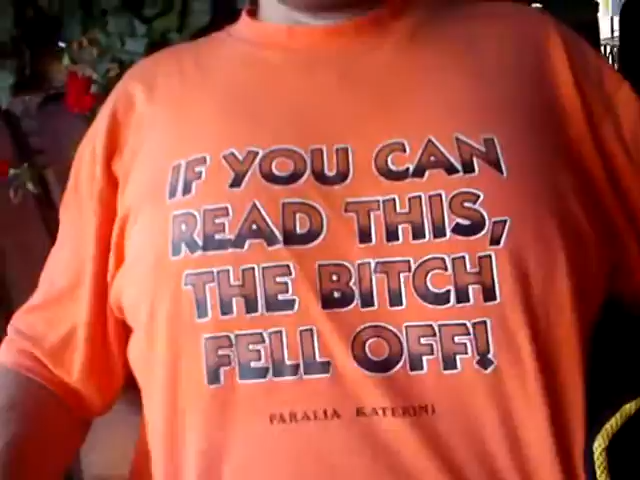 IF YOU CAN
READ THIS,
THE BITCH
FELL OFF!
PARALIA KATERINI